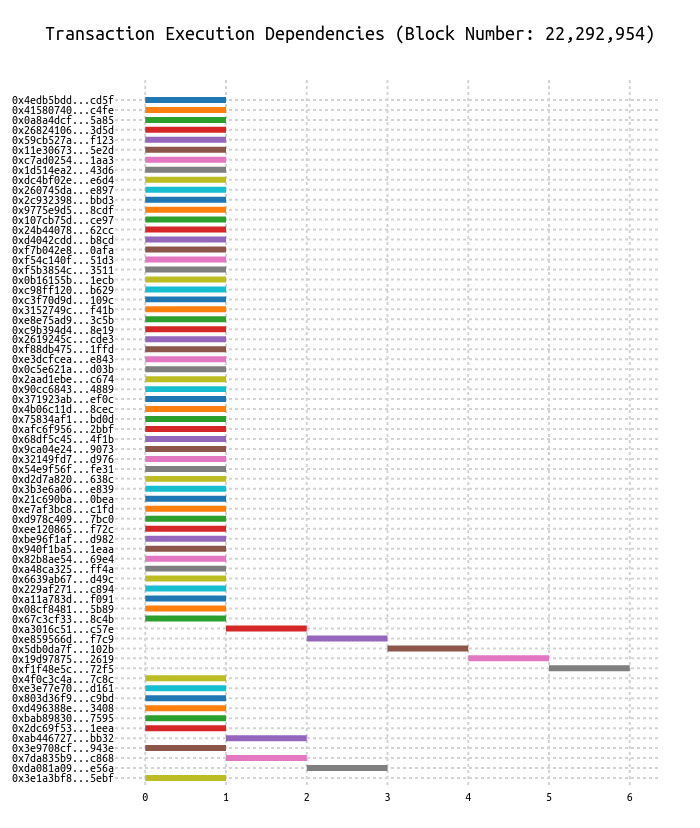 Transaction Execution Dependencies (Block Number: 22,292,954)
0x4edb5bdd...cd5f
0x41580740...c4fe
0x0a8a4dcf...5a85
0x26824106...3d5d
0x59cb527a...f123
0x11e30673...5e2d
0xc7ad0254...1aa3
0x1d514ea2...43d6
0xdc4bf02e...e6d4
0x260745da...e897
0x2c932398...bbd3
0x9775e9d5...8cdf
0x107cb75d...ce97
0x24b44078...62cc
0xd4042cdd...b8cd
0xf7b042e8...0afa
0xf54c140f...51d3
0xf5b3854c...3511
0x0b16155b...1ecb
0xc98ff120...b629
0xc3f70d9d...109c
0x3152749c...f41b
0xe8e75ad9...3c5b
0xc9b394d4...8e19
0x2619245c...cde3
0xf88db475...1ffd
0xe3dcfcea...e843
0x0c5e621a...d03b
0x2aad1ebe...c674
0x90cc6843...4889
0x371923ab...ef0c
0x4b06c11d...8cec
0x75834af1...bd0d
0xafc6f956...2bbf
0x68df5c45...4f1b
0x9ca04e24...9073
0x32149fd7...d976
0x54e9f56f...fe31
0xd2d7a820...638c
0x3b3e6a06...e839
0x21c690ba...0bea
0xe7af3bc8...c1fd
0xd978c409...7bc0
0xee120865...f72c
0xbe96f1af...d982
0x940f1ba5...1eaa
0x82b8ae54...69e4
0xa48ca325...ff4a
0x6639ab67...d49c
0x229af271...c894
0xa11a783d...f091
0x08cf8481...5b89
0x67c3cf33...8c4b
0xa3016c51...c57e
0xe859566d...f7c9
0x5db0da7f...102b
0x19d97875...2619
0xf1f48e5c...72f5
0x4f0c3c4a...7c8c
0xe3e77e70...d161
0x803d36f9...c9bd
0xd496388e...3408
0xbab89830...7595
0x2dc69f53...1eea
0xab446727...bb32
0x3e9708cf...943e
0x7da835b9...c868
0xda081a09...e56a
0x3e1a3bf8...5ebf
0 1 2 3 4 5 6